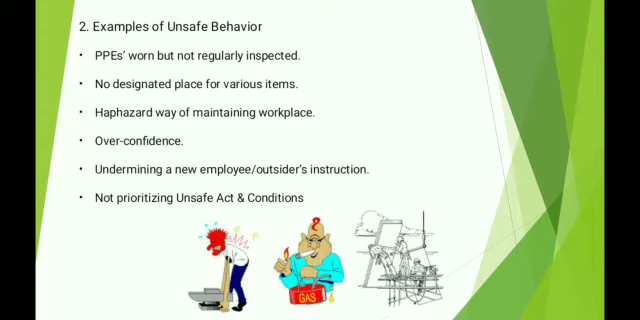 2. Examples of Unsafe Behavior
• PPEs' worn but not regularly inspected.
• No designated place for various items.
• Haphazard way of maintaining workplace.
• Over-confidence.
• Undermining a new employee/outsider's instruction.
• Not prioritizing Unsafe Act & Conditions
GAS